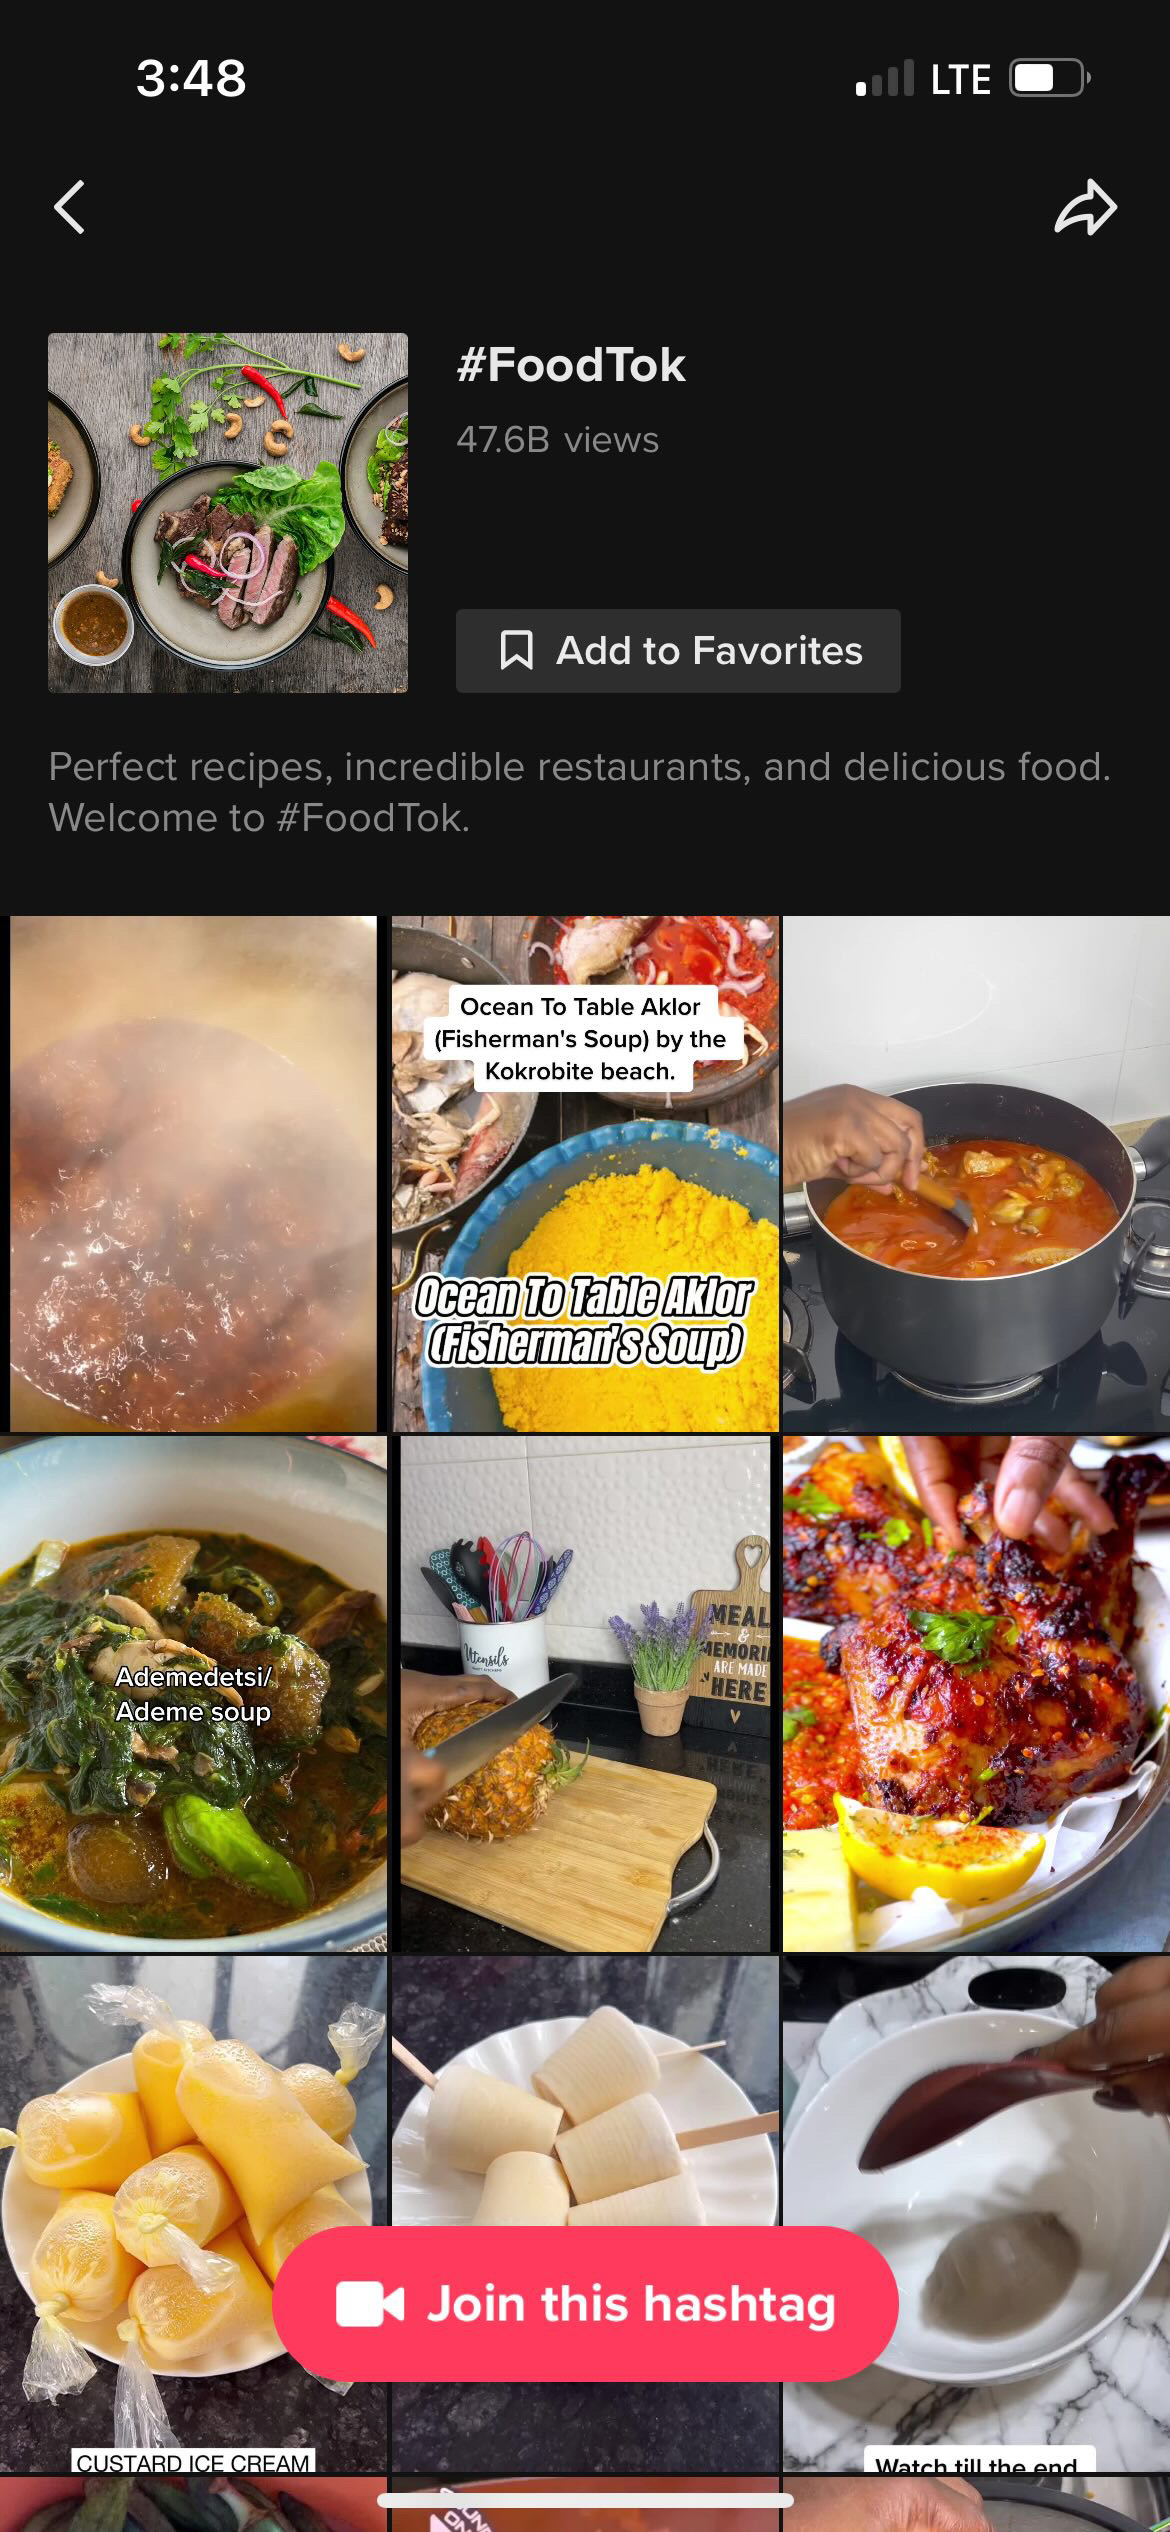 3:48
LTE
#FoodTok
47.6B views
Add to Favorites
Perfect recipes, incredible restaurants, and delicious food.
Welcome to #FoodTok.
Ocean To Table Aklor
(Fisherman's Soup) by the
Kokrobite beach.
Ocean To Table Aklor
(Fisherman's Soup)
Ademedetsi/
Ademe soup
Utensils
MEAL
&
MEMORI
ARE MADE
HERE
Join this hashtag
CUSTARD ICE CREAM
Watch till the end